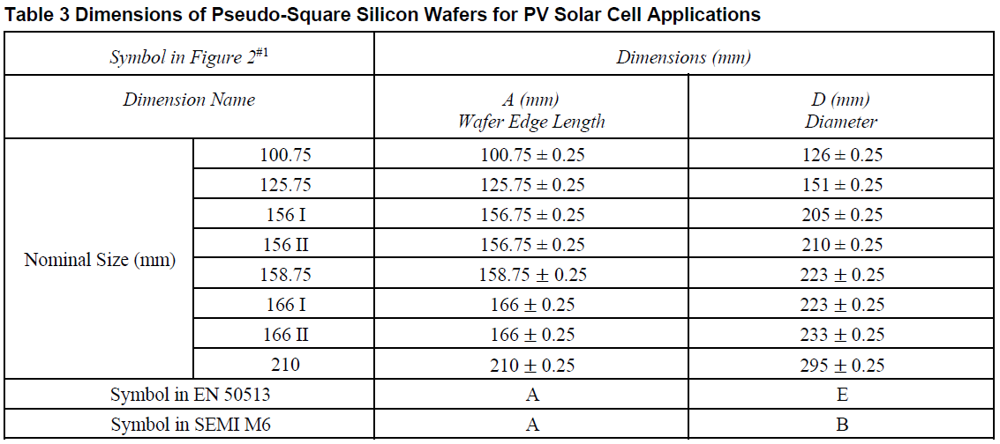 Table 3 Dimensions of Pseudo-Square Silicon Wafers for PV Solar Cell Applications
Symbol in Figure 2#1 Dimensions (mm)
Dimension Name A (mm) D (mm)
Wafer Edge Length Diameter
Nominal Size (mm)
100.75 100.75 ± 0.25 126 ± 0.25
125.75 125.75 ± 0.25 151 ± 0.25
156 I 156.75 ± 0.25 205 ± 0.25
156 II 156.75 ± 0.25 210 ± 0.25
158.75 158.75 ± 0.25 223 ± 0.25
166 I 166 ± 0.25 223 ± 0.25
166 II 166 ± 0.25 233 ± 0.25
210 210 ± 0.25 295 ± 0.25
Symbol in EN 50513 A E
Symbol in SEMI M6 A B